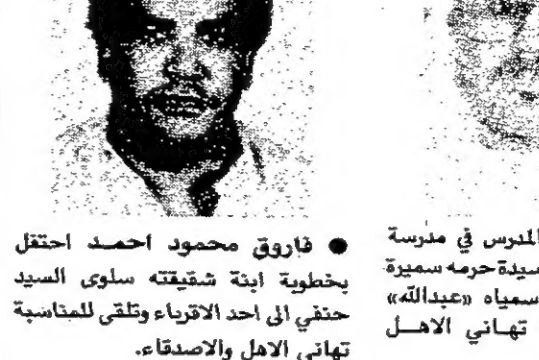 ● فاروق محمود احمد احتفل
بخطوبة ابنة شقيقته سلوى السيد
حنفي الى احد الاقرباء وتلقى للمناسبة
تهاني الاهل والاصدقاء.
المدرس في مدرسة
سيدة حرمه سميرة
سمياه «عبدالله»
تهاني الاهل